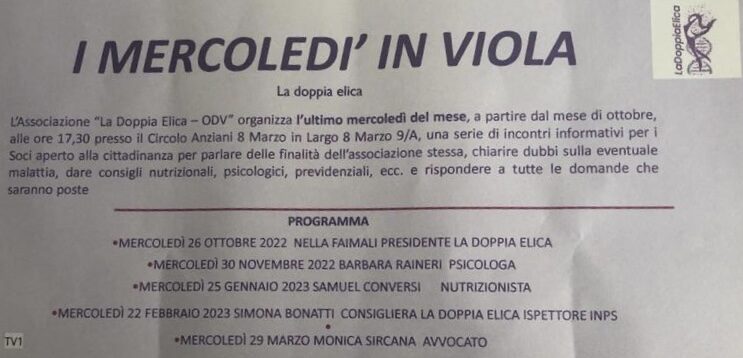 LaDoppiaElica
I MERCOLEDI' IN VIOLA
La doppia elica
L'Associazione "La Doppia Elica – ODV" organizza l'ultimo mercoledì del mese, a partire dal mese di ottobre,
alle ore 17,30 presso il Circolo Anziani 8 Marzo in Largo 8 Marzo 9/A, una serie di incontri informativi per i
Soci aperto alla cittadinanza per parlare delle finalità dell'associazione stessa, chiarire dubbi sulla eventuale
malattia, dare consigli nutrizionali, psicologici, previdenziali, ecc. e rispondere a tutte le domande che
saranno poste
PROGRAMMA
•MERCOLEDÌ 26 OTTOBRE 2022 NELLA FAIMALI PRESIDENTE LA DOPPIA ELICA
•MERCOLEDÌ 30 NOVEMBRE 2022 BARBARA RAINERI PSICOLOGA
•MERCOLEDÌ 25 GENNAIO 2023 SAMUEL CONVERSI NUTRIZIONISTA
•MERCOLEDÌ 22 FEBBRAIO 2023 SIMONA BONATTI CONSIGLIERA LA DOPPIA ELICA ISPETTORE INPS
•MERCOLEDÌ 29 MARZO MONICA SIRCANA AVVOCATO
TV1